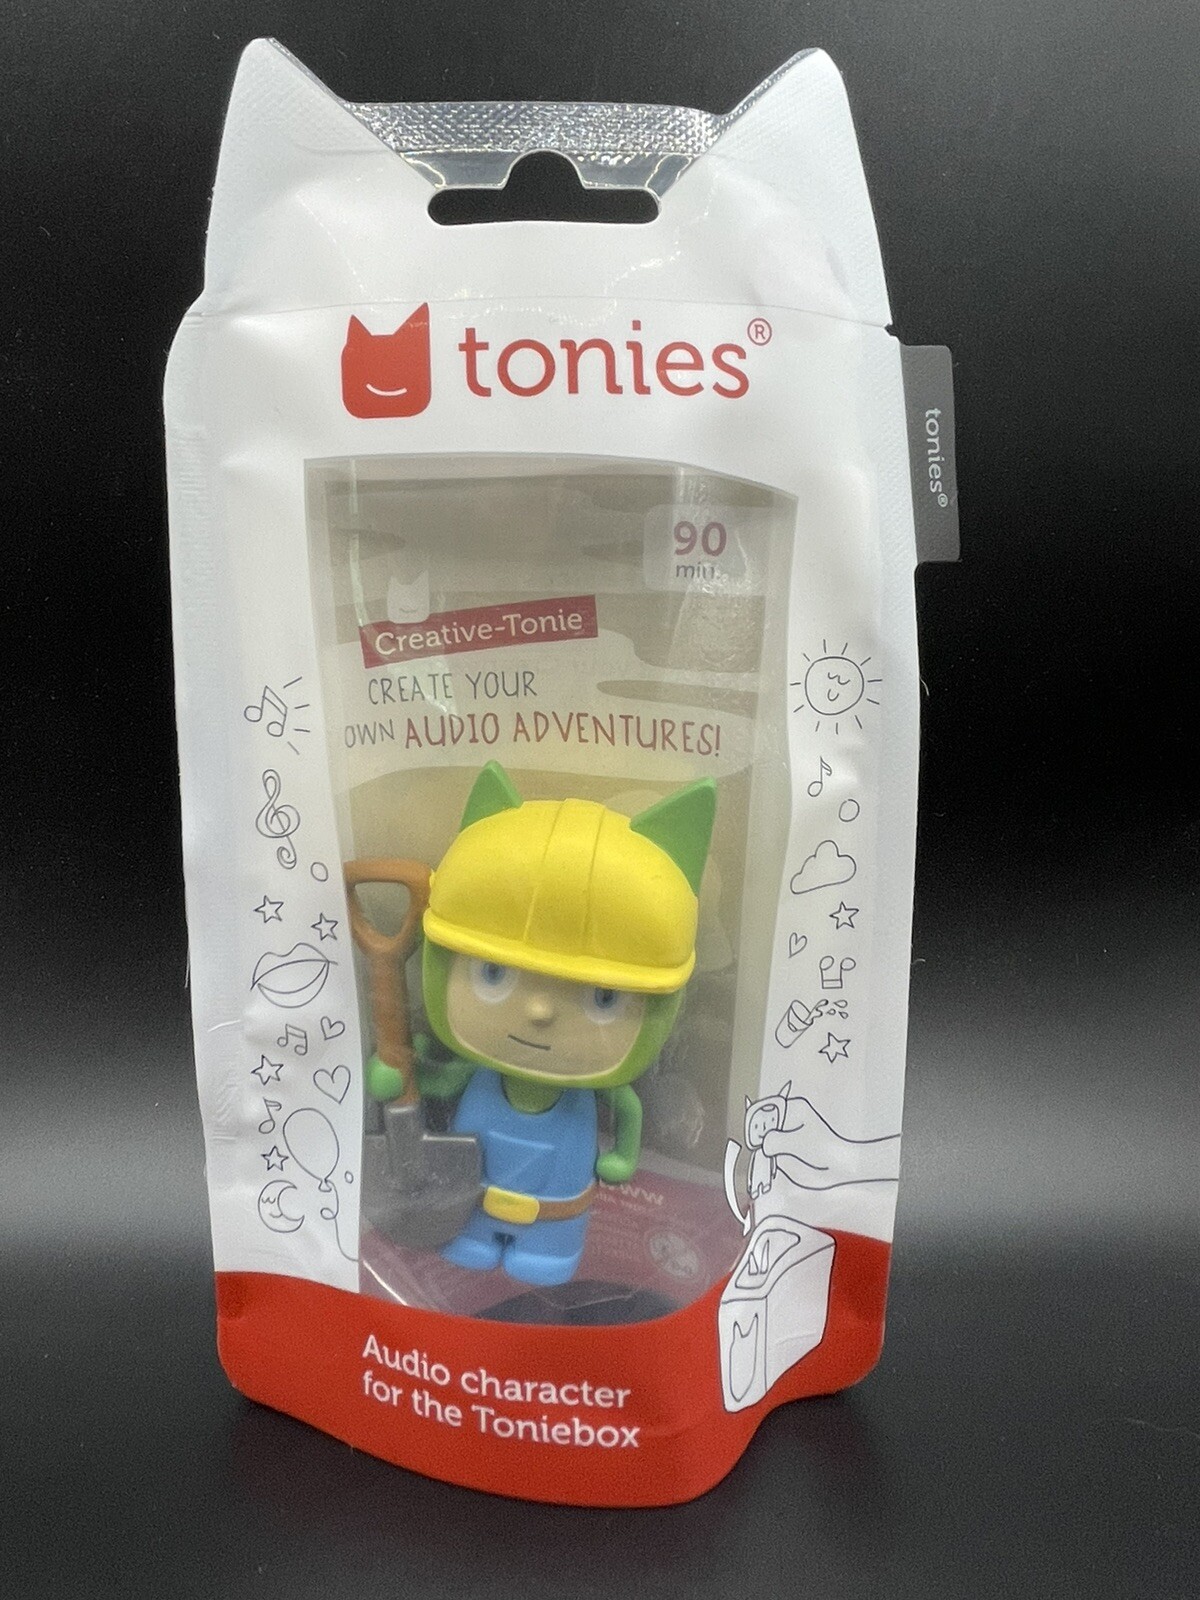 tonies®
tonies®
90
min.
Creative-Tonie
CREATE YOUR
OWN AUDIO ADVENTURES!
Audio character
for the Toniebox